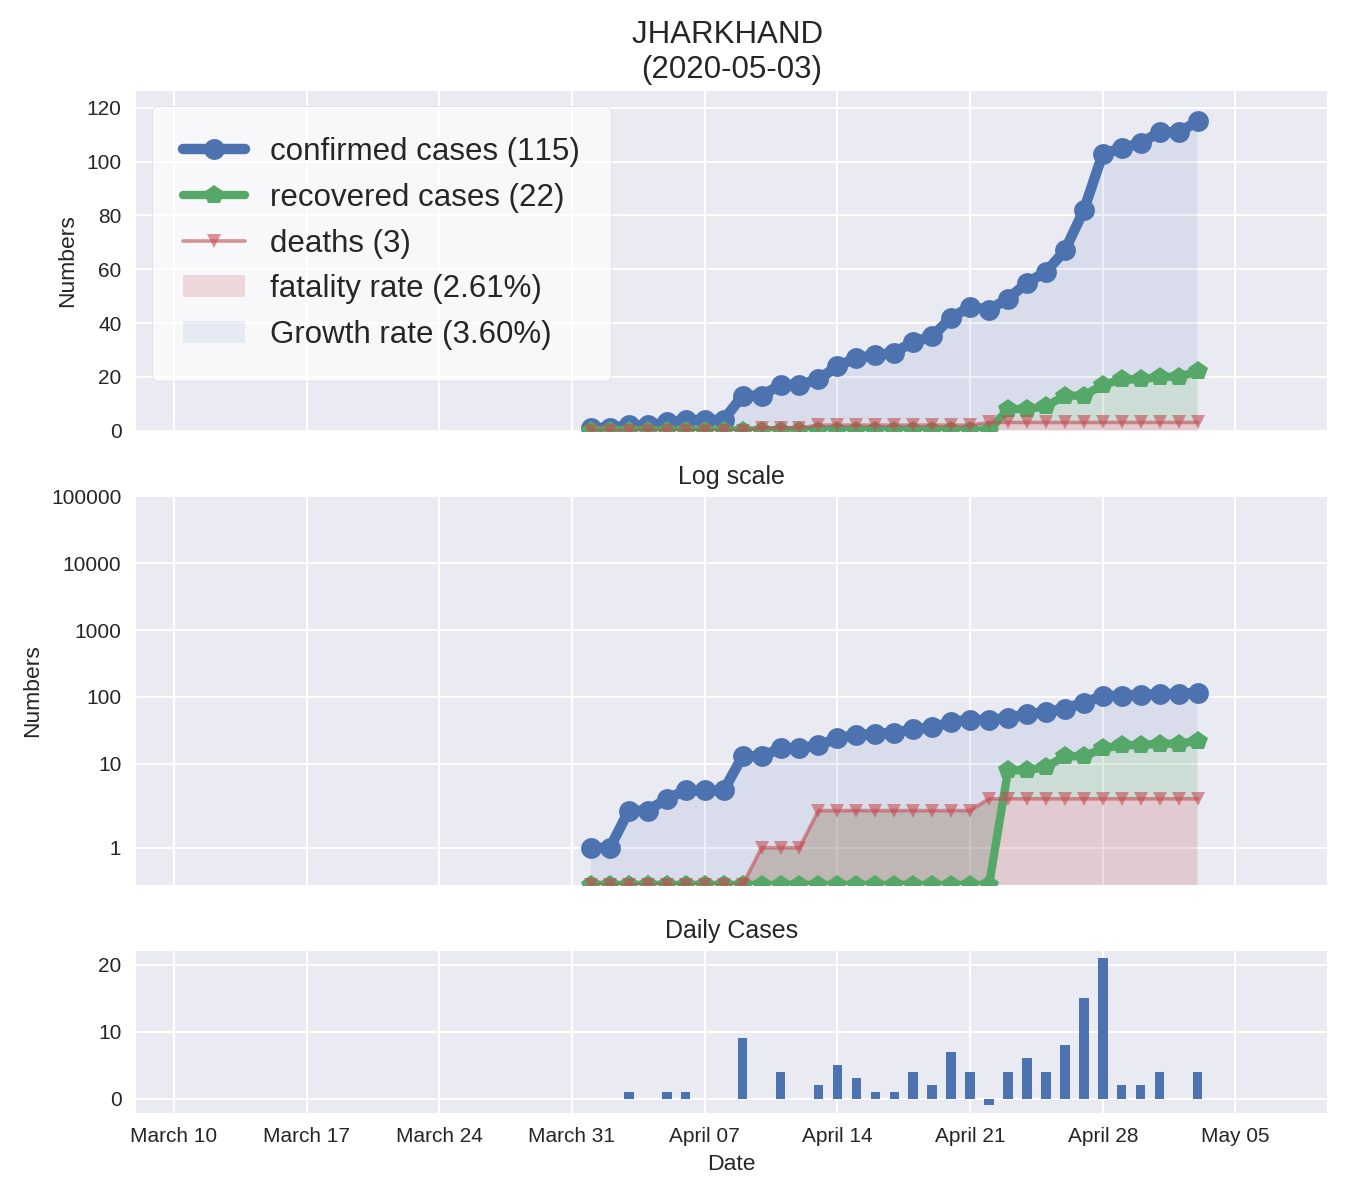 JHARKHAND
(2020-05-03)
120
100
80
60
40
20
0
Numbers
confirmed cases (115)
recovered cases (22)
deaths (3)
fatality rate (2.61%)
Growth rate (3.60%)
Log scale
100000
10000
1000
100
10
1
Numbers
Daily Cases
20
10
0
March 10 March 17 March 24 March 31 April 07 April 14 April 21 April 28 May 05
Date